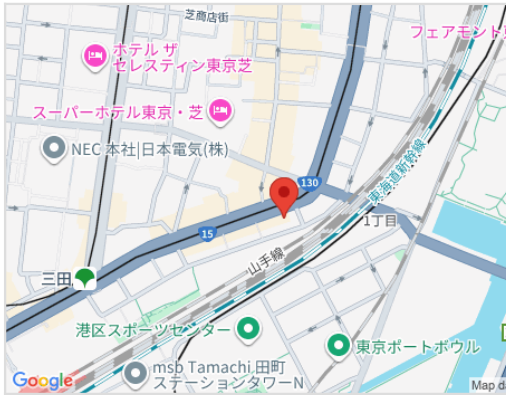 芝商店街
フェアモント
ホテル ザ
セレスティン東京芝
スーパーホテル東京・芝
NEC 本社|日本電気(株)
東海道新幹線
130
15
1丁目
山手線
三田
港区スポーツセンター
東京ポートボウル
msb Tamachi 田町
ステーションタワーN
Google
Map da